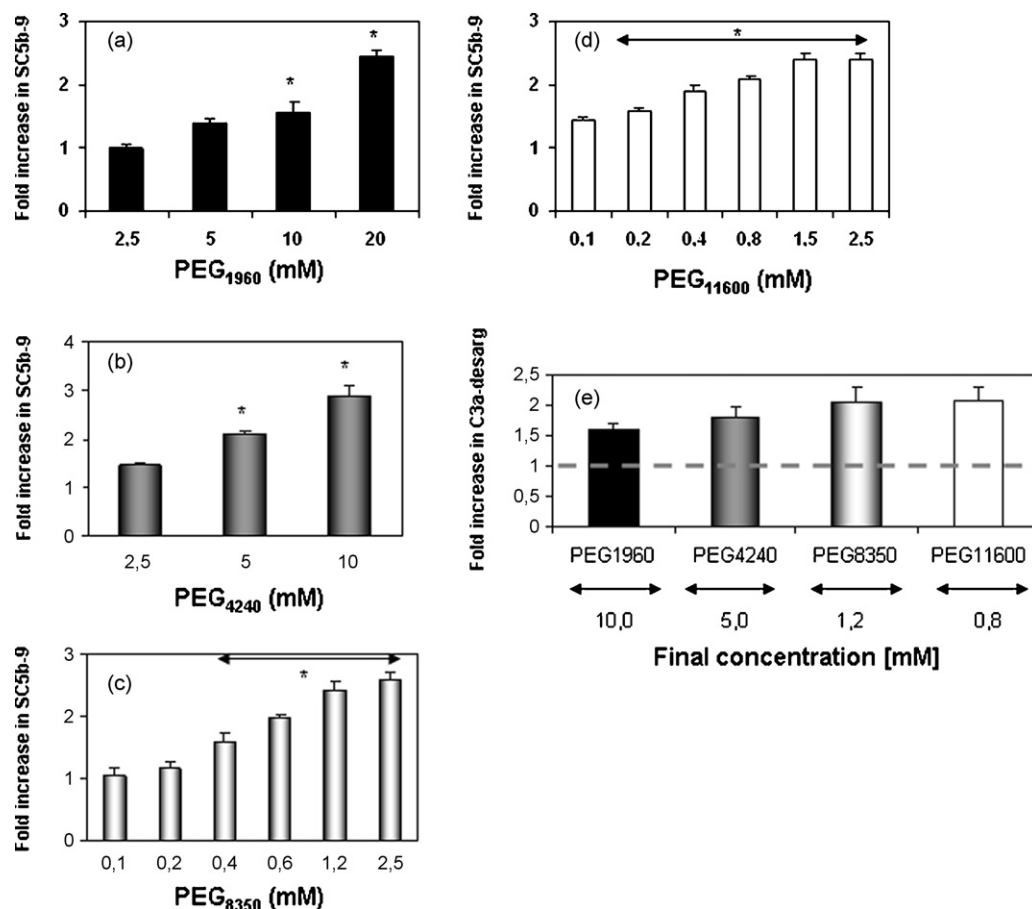 (a)
Fold increase in SC5b-9
3
2
1
0
*
*
2,5 5 10 20
PEG1960 (mM)
(b)
Fold increase in SC5b-9
4
3
2
1
0
*
*
2,5 5 10
PEG4240 (mM)
(c)
Fold increase in SC5b-9
3
2
1
0
*
0,1 0,2 0,4 0,6 1,2 2,5
PEG8350 (mM)
(d)
Fold increase in SC5b-9
3
2
1
0
*
0,1 0,2 0,4 0,8 1,5 2,5
PEG11600 (mM)
(e)
Fold increase in C3a-desarg
2,5
2
1,5
1
0,5
0
PEG1960 PEG4240 PEG8350 PEG11600
10,0 5,0 1,2 0,8
Final concentration [mM]